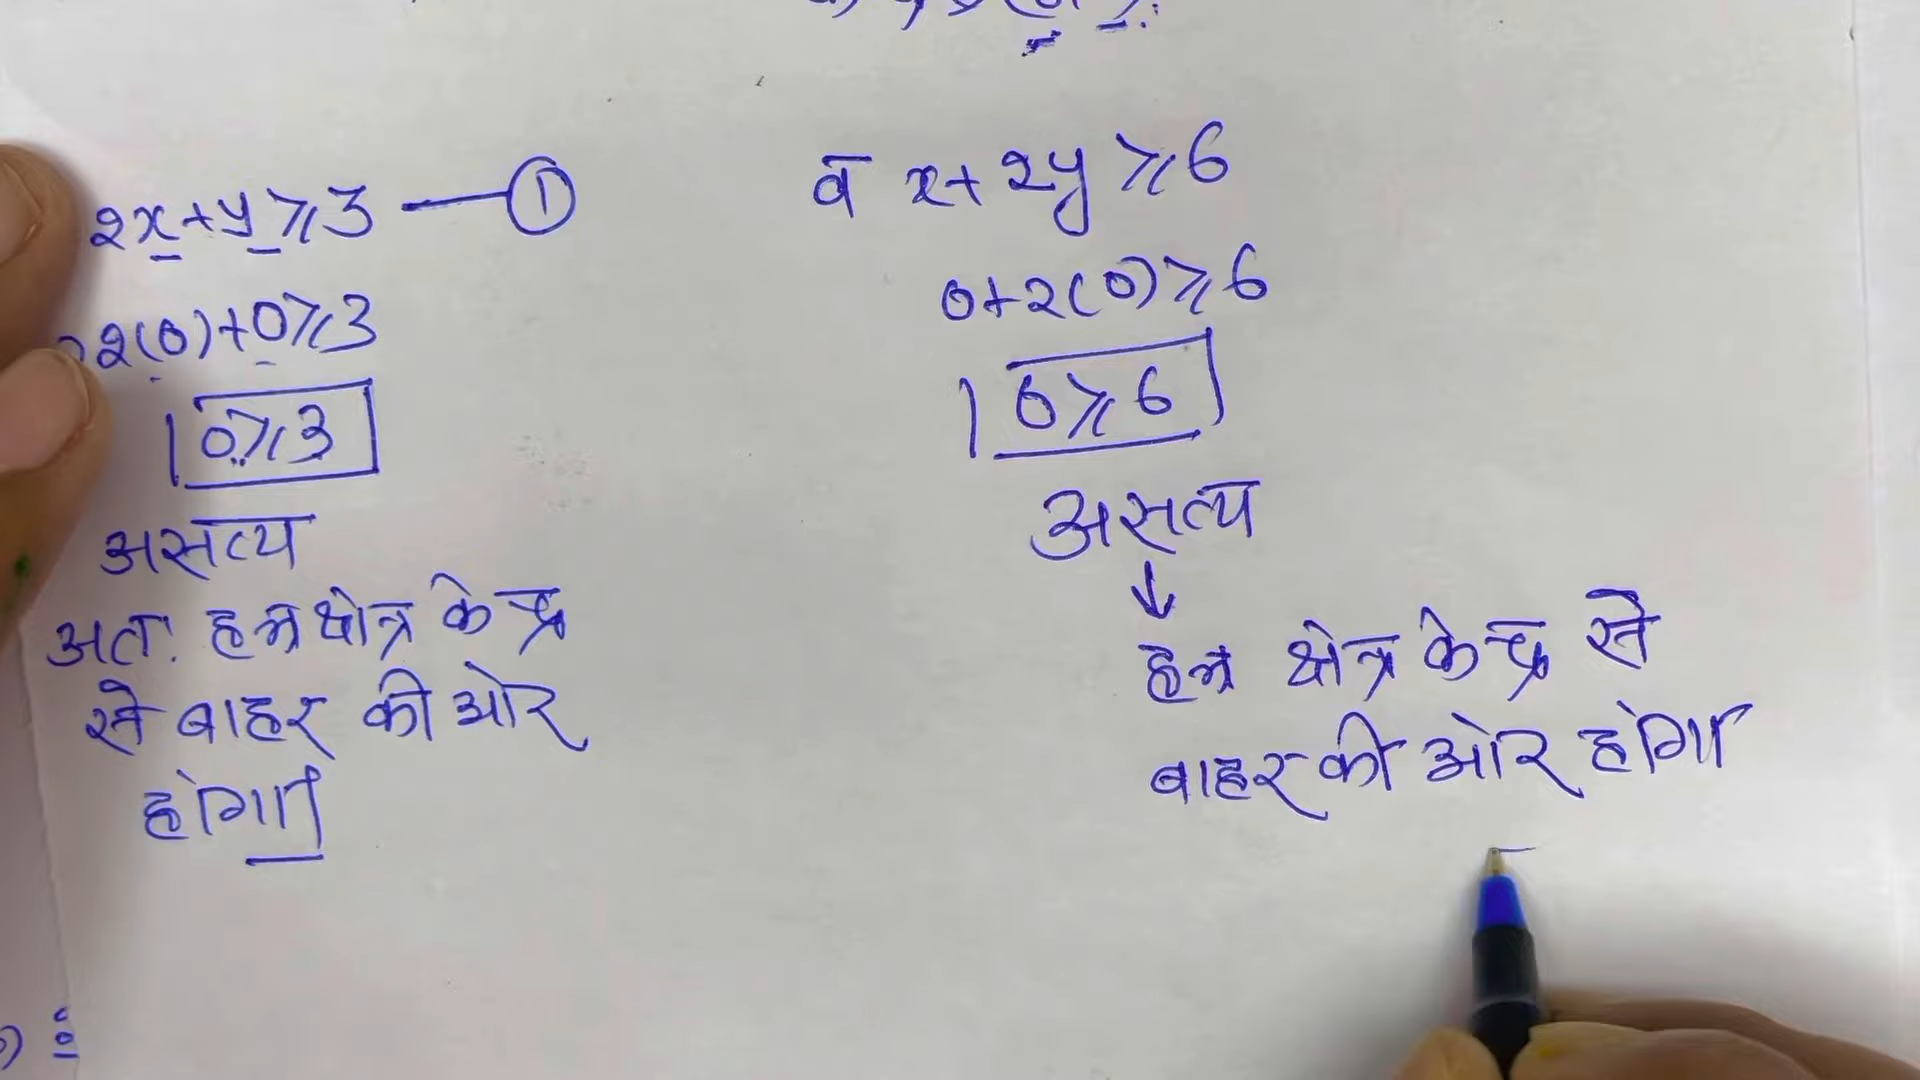 2x+y ≥ 3 — ①
2(0)+0 ≥ 3
0 ≥ 3
असत्य
अतः हल क्षेत्र केन्द्र
से बाहर की ओर
होगा
व x+2y ≥ 6
0+2(0) ≥ 6
0 ≥ 6
असत्य
↓
हल क्षेत्र केन्द्र से
बाहर की ओर होगा